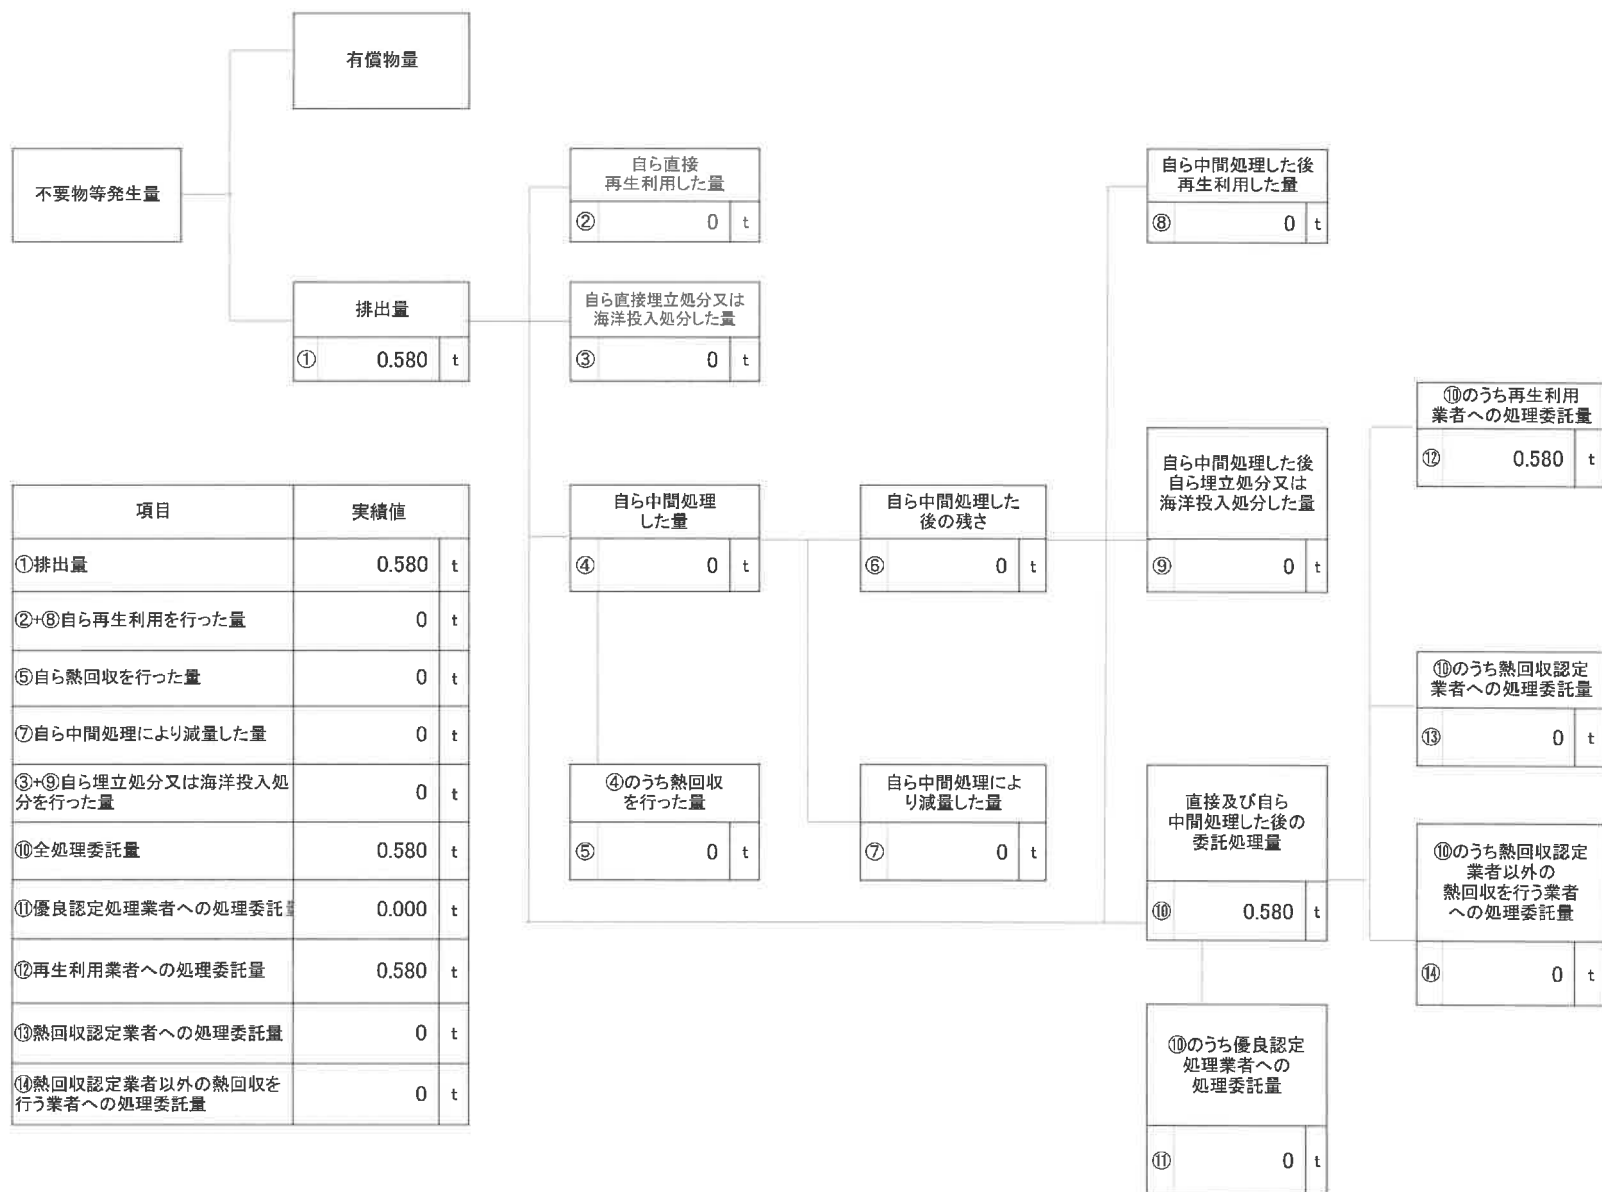 有償物量
不要物等発生量
排出量
① 0.580 t
自ら直接
再生利用した量
② 0 t
自ら直接埋立処分又は
海洋投入処分した量
③ 0 t
自ら中間処理
した量
④ 0 t
④のうち熱回収
を行った量
⑤ 0 t
自ら中間処理した
後の残さ
⑥ 0 t
自ら中間処理によ
り減量した量
⑦ 0 t
自ら中間処理した後
再生利用した量
⑧ 0 t
自ら中間処理した後
自ら埋立処分又は
海洋投入処分した量
⑨ 0 t
直接及び自ら
中間処理した後の
委託処理量
⑩ 0.580 t
⑩のうち優良認定
処理業者への
処理委託量
⑪ 0 t
⑩のうち再生利用
業者への処理委託量
⑫ 0.580 t
⑩のうち熱回収認定
業者への処理委託量
⑬ 0 t
⑩のうち熱回収認定
業者以外の
熱回収を行う業者
への処理委託量
⑭ 0 t
項目 実績値
①排出量 0.580 t
②+⑧自ら再生利用を行った量 0 t
⑤自ら熱回収を行った量 0 t
⑦自ら中間処理により減量した量 0 t
③+⑨自ら埋立処分又は海洋投入処
分を行った量 0 t
⑩全処理委託量 0.580 t
⑪優良認定処理業者への処理委託 0.000 t
⑫再生利用業者への処理委託量 0.580 t
⑬熱回収認定業者への処理委託量 0 t
⑭熱回収認定業者以外の熱回収を
行う業者への処理委託量 0 t